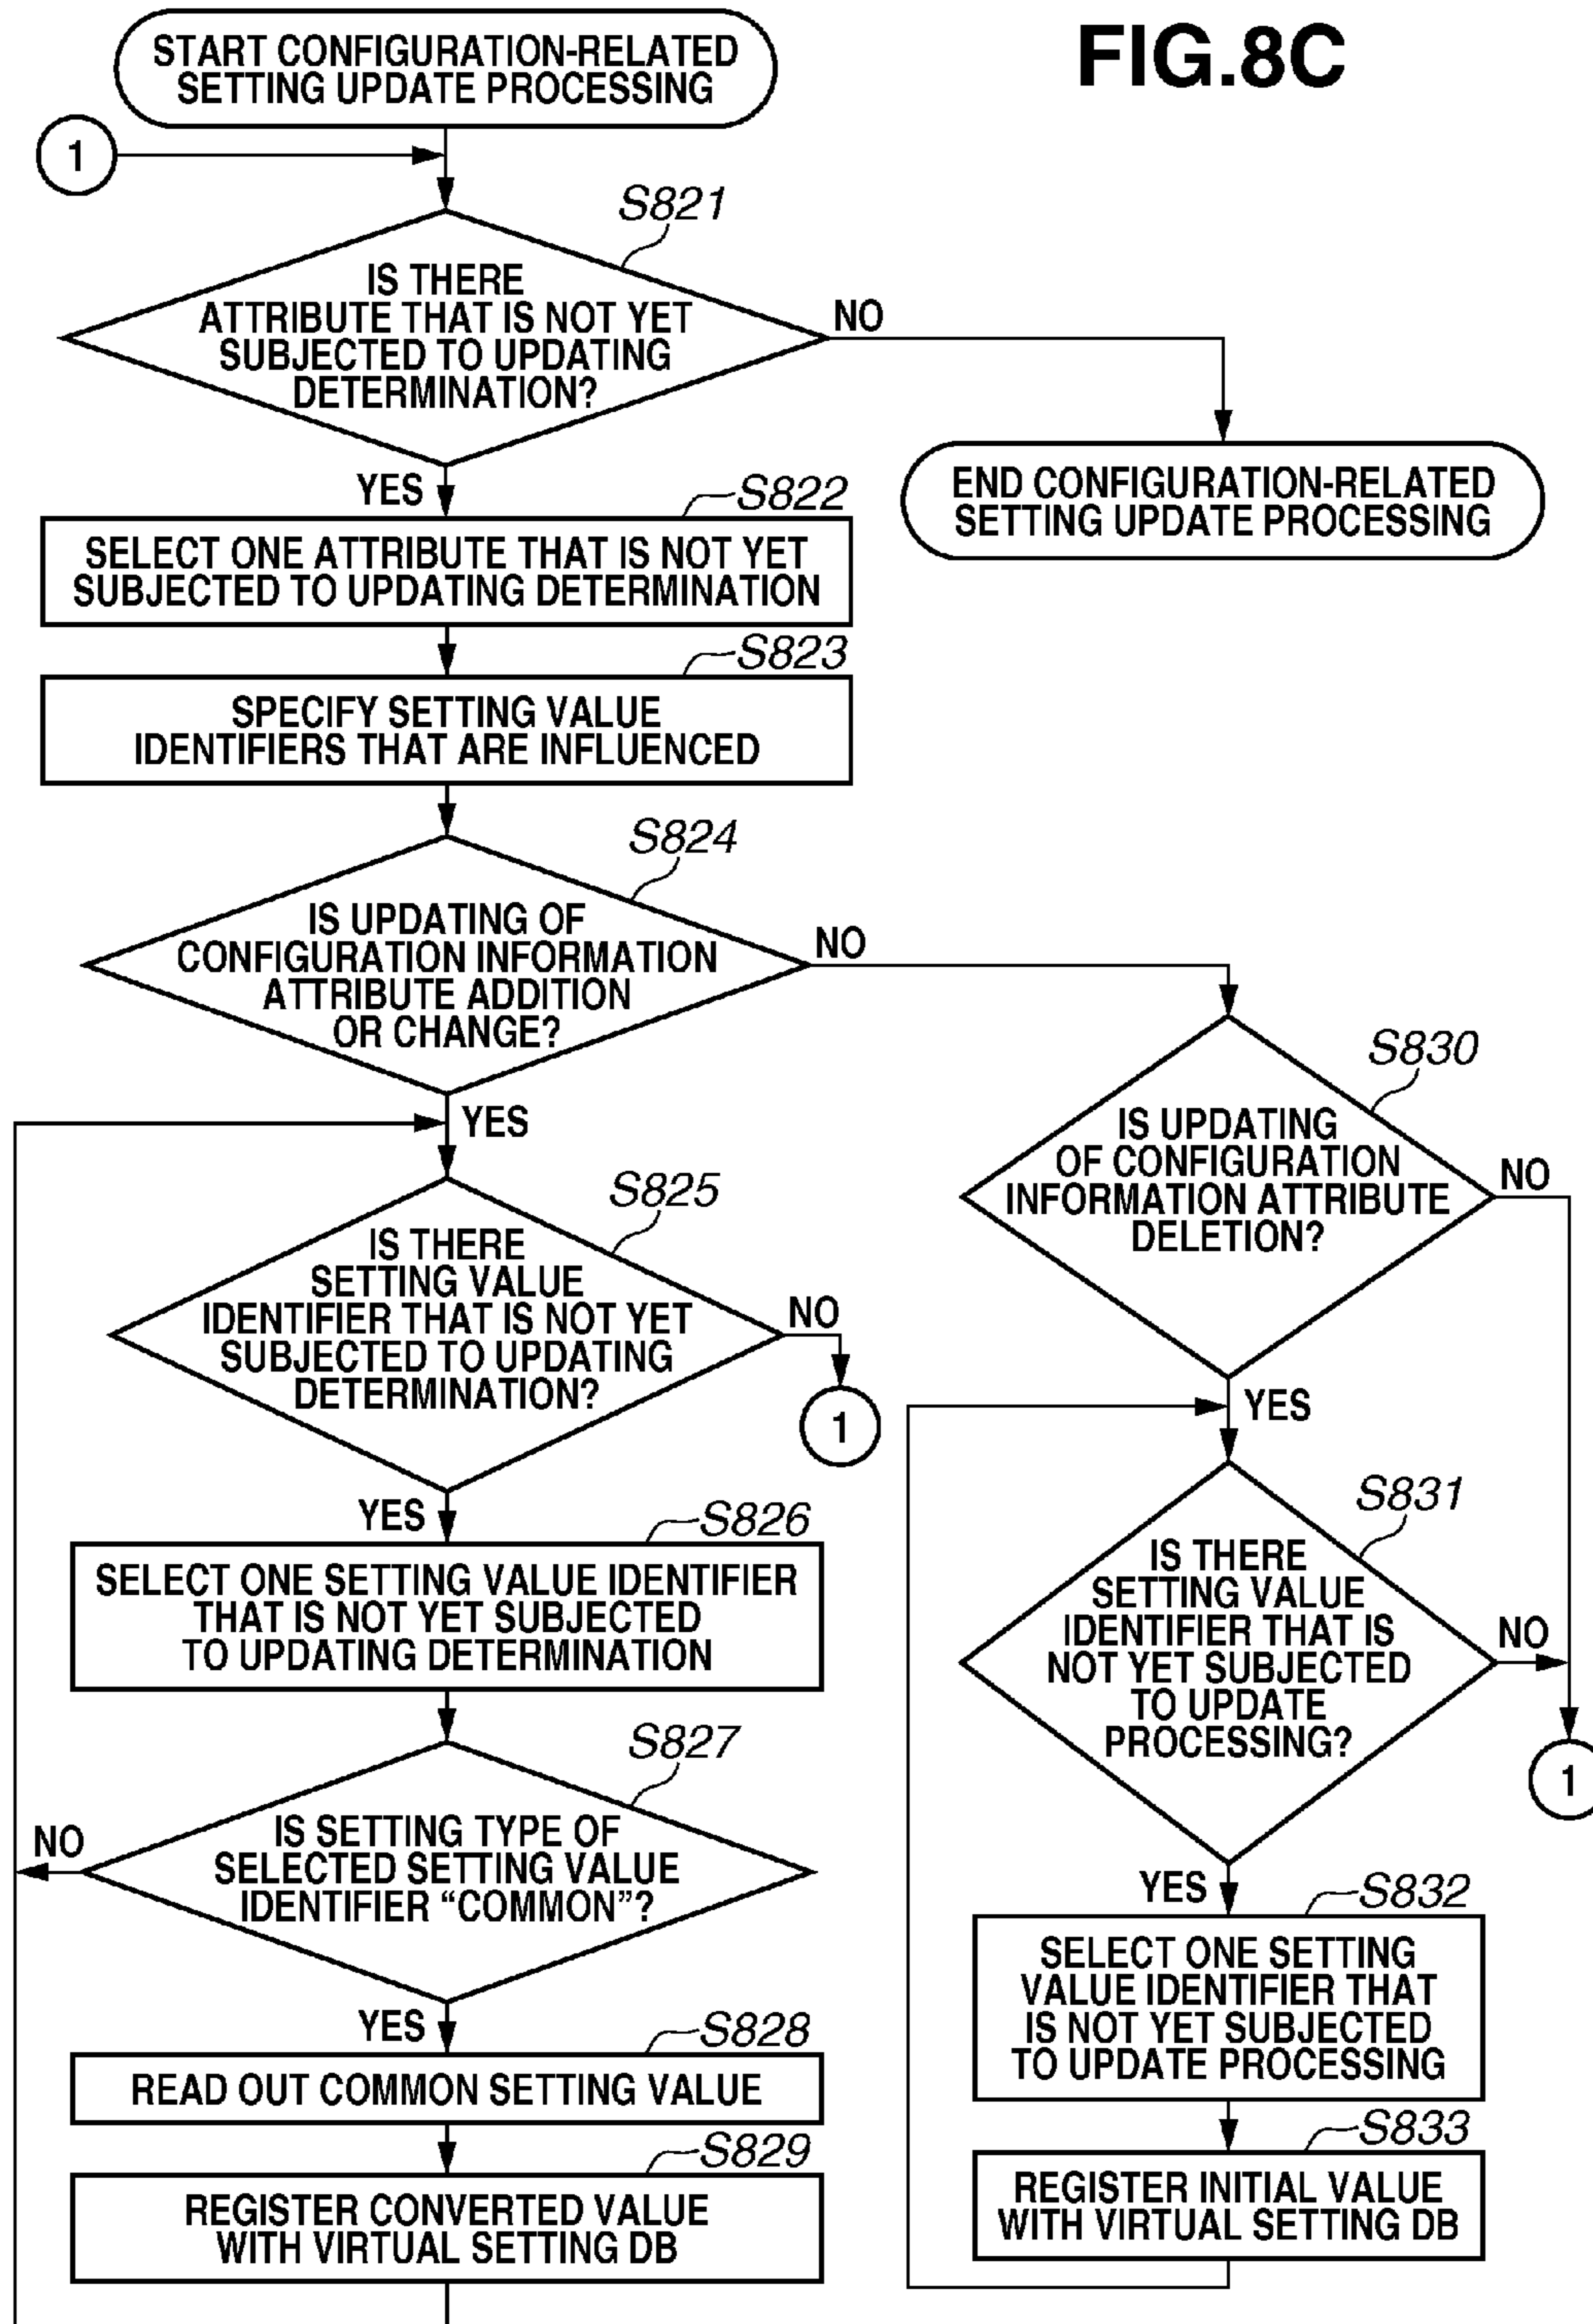 FIG.8C
START CONFIGURATION-RELATED
SETTING UPDATE PROCESSING
1
S821
IS THERE
ATTRIBUTE THAT IS NOT YET
SUBJECTED TO UPDATING
DETERMINATION?
NO
YES
END CONFIGURATION-RELATED
SETTING UPDATE PROCESSING
S822
SELECT ONE ATTRIBUTE THAT IS NOT YET
SUBJECTED TO UPDATING DETERMINATION
S823
SPECIFY SETTING VALUE
IDENTIFIERS THAT ARE INFLUENCED
S824
IS UPDATING OF
CONFIGURATION INFORMATION
ATTRIBUTE ADDITION
OR CHANGE?
NO
YES
S825
IS THERE
SETTING VALUE
IDENTIFIER THAT IS NOT YET
SUBJECTED TO UPDATING
DETERMINATION?
NO
1
YES
S826
SELECT ONE SETTING VALUE IDENTIFIER
THAT IS NOT YET SUBJECTED
TO UPDATING DETERMINATION
S827
IS SETTING TYPE OF
SELECTED SETTING VALUE
IDENTIFIER “COMMON”?
NO
YES
S828
READ OUT COMMON SETTING VALUE
S829
REGISTER CONVERTED VALUE
WITH VIRTUAL SETTING DB
S830
IS UPDATING
OF CONFIGURATION
INFORMATION ATTRIBUTE
DELETION?
NO
YES
S831
IS THERE
SETTING VALUE
IDENTIFIER THAT IS
NOT YET SUBJECTED
TO UPDATE
PROCESSING?
NO
1
YES
S832
SELECT ONE SETTING
VALUE IDENTIFIER THAT
IS NOT YET SUBJECTED
TO UPDATE PROCESSING
S833
REGISTER INITIAL VALUE
WITH VIRTUAL SETTING DB